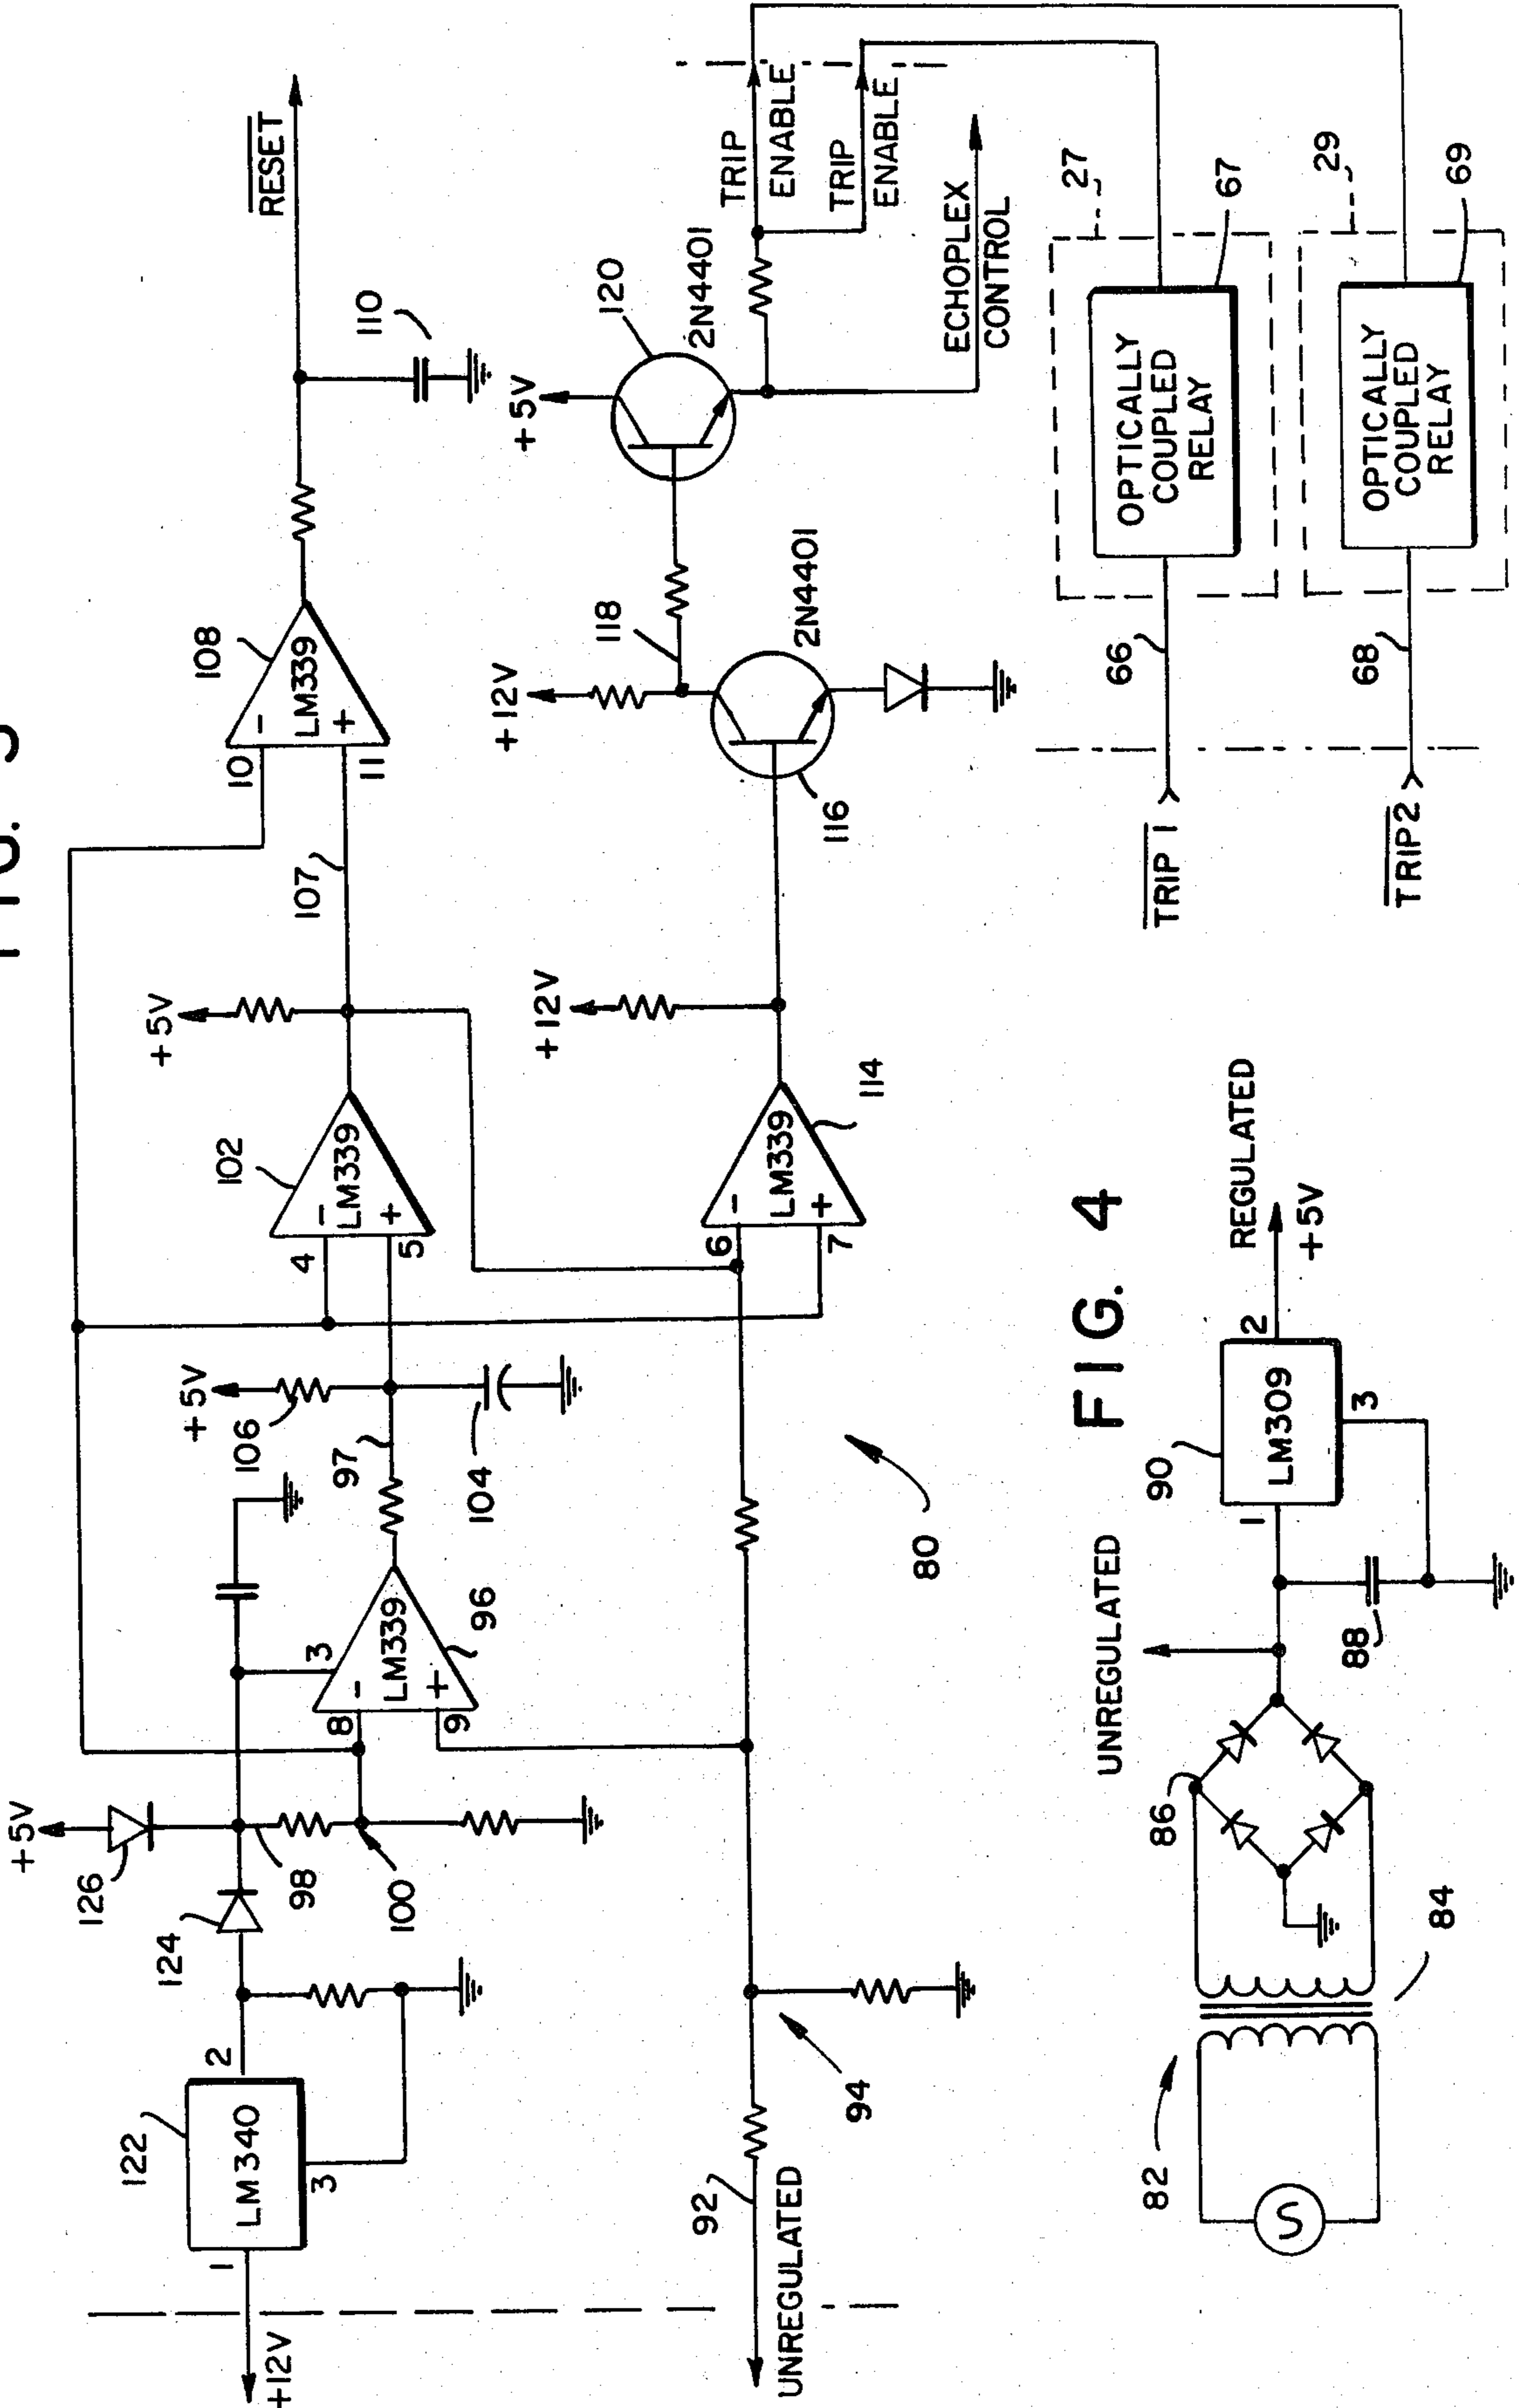 FIG. 5
+12V
1
122
LM340
2
3
124
126
+5V
98
100
8
9
3
-
+
LM339
96
97
106
+5V
104
4
5
-
+
LM339
102
+5V
107
10
11
-
+
LM339
108
110
RESET
UNREGULATED
92
94
80
6
7
-
+
LM339
114
+12V
116
2N4401
+12V
118
120
2N4401
+5V
TRIP
ENABLE
TRIP
ENABLE
ECHOPLEX
CONTROL
TRIP 1
66
OPTICALLY
COUPLED
RELAY
27
67
TRIP2
68
OPTICALLY
COUPLED
RELAY
29
69
FIG. 4
S
82
84
86
UNREGULATED
88
90
1
LM309
2
3
REGULATED
+5V